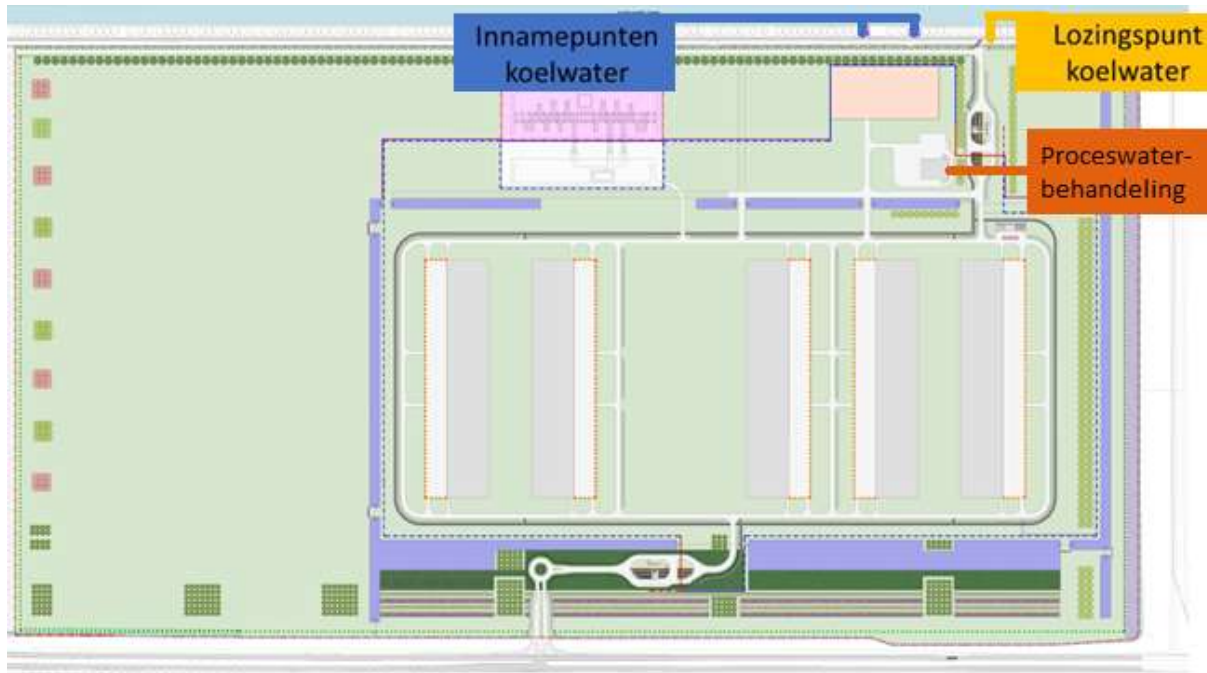 Innamepunten
koelwater
Lozingspunt
koelwater
Proceswater-
behandeling